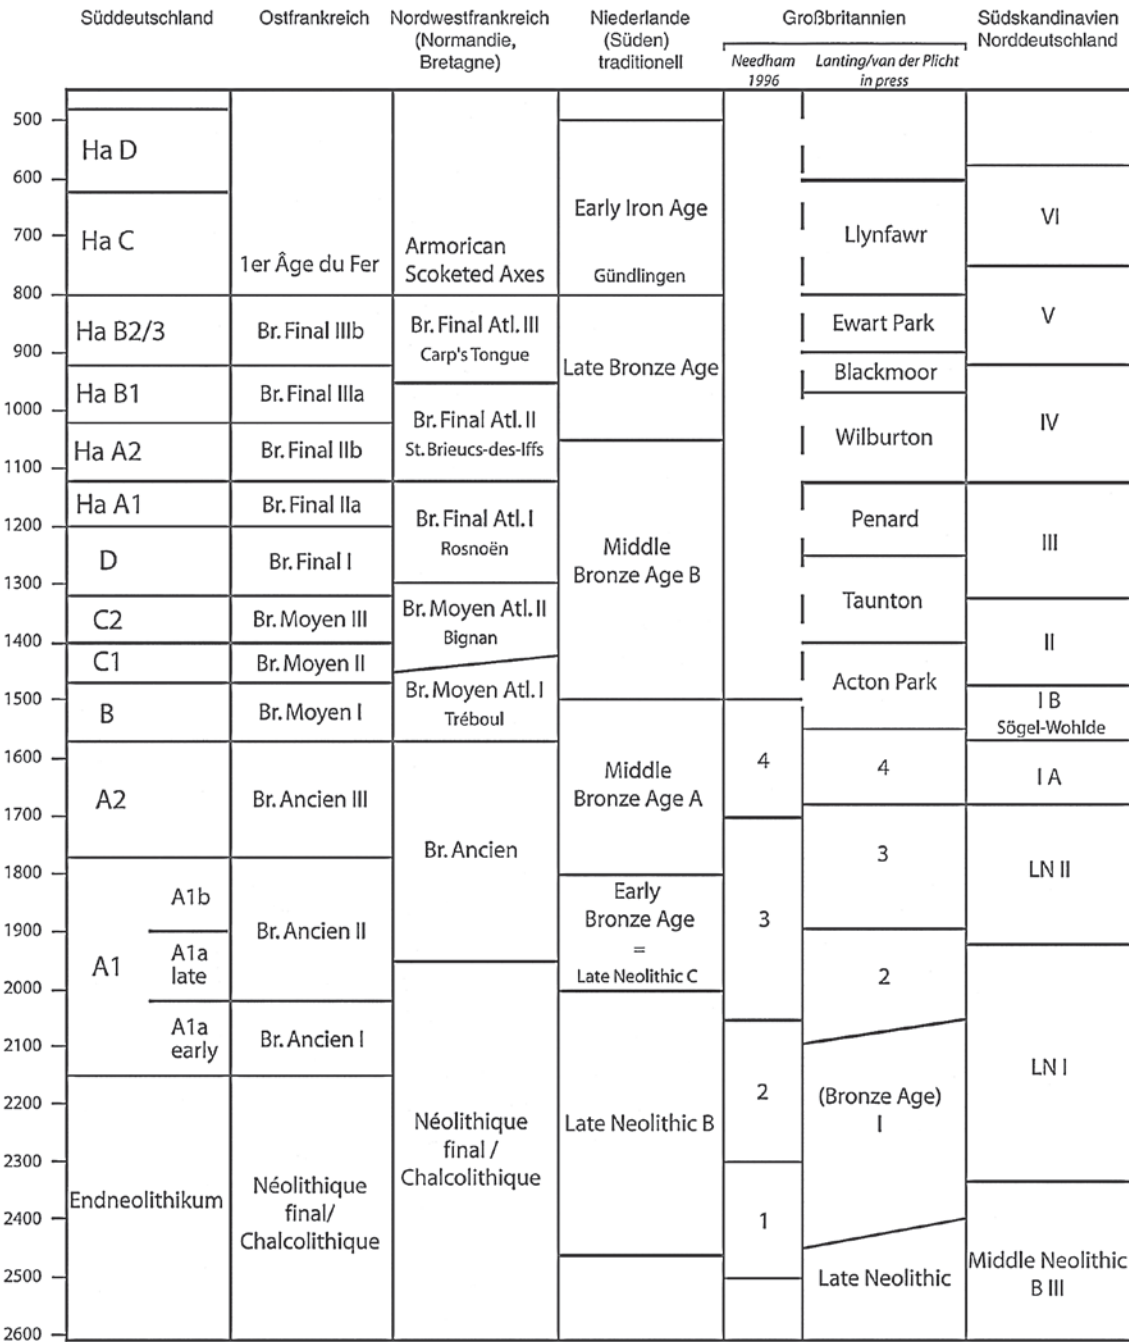 Süddeutschland
Ostfrankreich
Nordwestfrankreich
(Normandie,
Bretagne)
Niederlande
(Süden)
traditionell
Großbritannien
Needham
1996
Lanting/van der Plicht
in press
Südskandinavien
Norddeutschland
500
600
700
800
900
1000
1100
1200
1300
1400
1500
1600
1700
1800
1900
2000
2100
2200
2300
2400
2500
2600
Ha D
Ha C
Ha B2/3
Ha B1
Ha A2
Ha A1
D
C2
C1
B
A2
A1
A1b
A1a
late
A1a
early
Endneolithikum
1er Âge du Fer
Br. Final IIIb
Br. Final IIIa
Br. Final IIb
Br. Final IIa
Br. Final I
Br. Moyen III
Br. Moyen II
Br. Moyen I
Br. Ancien III
Br. Ancien II
Br. Ancien I
Néolithique
final/
Chalcolithique
Armorican
Scoketed Axes
Br. Final Atl. III
Carp's Tongue
Br. Final Atl. II
St. Brieucs-des-Iffs
Br. Final Atl. I
Rosnoën
Br. Moyen Atl. II
Bignan
Br. Moyen Atl. I
Tréboul
Br. Ancien
Néolithique
final /
Chalcolithique
Early Iron Age
Gündlingen
Late Bronze Age
Middle
Bronze Age B
Middle
Bronze Age A
Early
Bronze Age
=
Late Neolithic C
Late Neolithic B
4
3
2
1
Llynfawr
Ewart Park
Blackmoor
Wilburton
Penard
Taunton
Acton Park
4
3
2
(Bronze Age)
I
Late Neolithic
VI
V
IV
III
II
I B
Sögel-Wohlde
I A
LN II
LN I
Middle Neolithic
B III